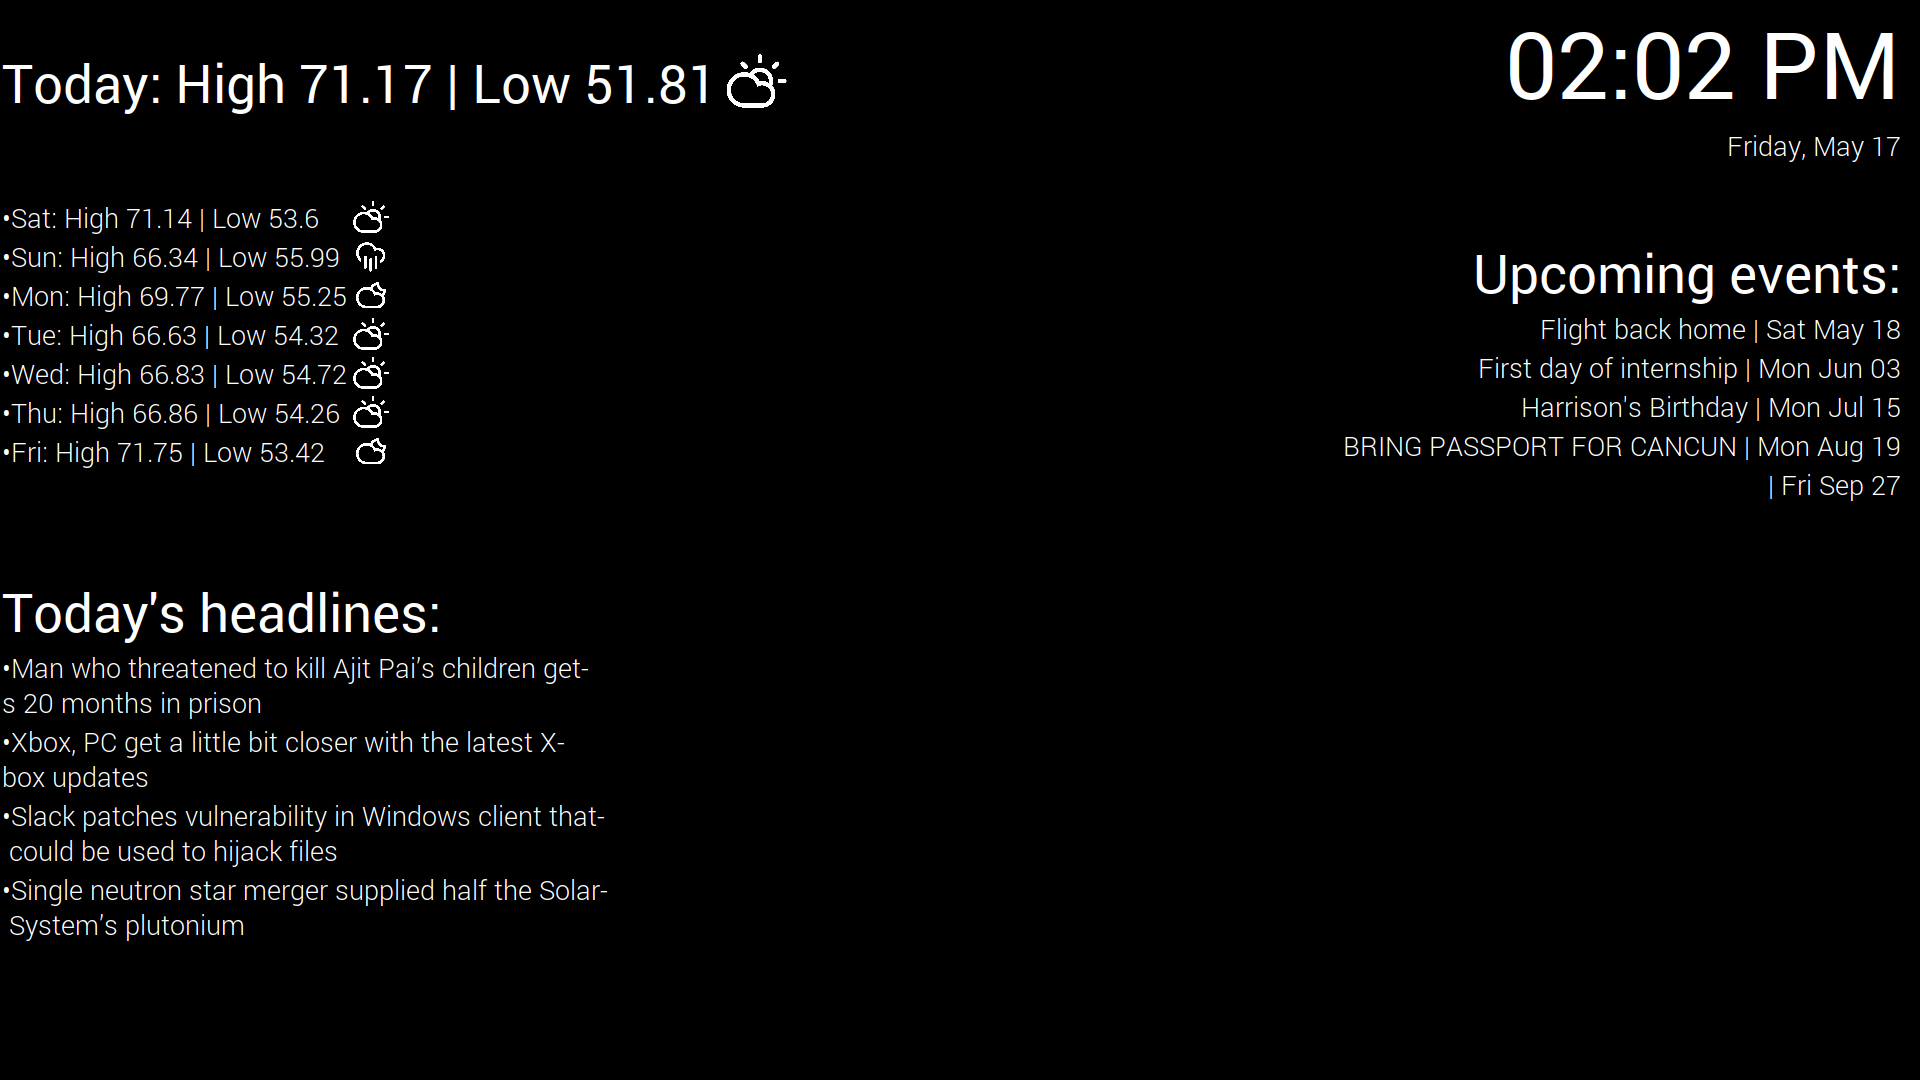 Today: High 71.17 | Low 51.81
•Sat: High 71.14 | Low 53.6
•Sun: High 66.34 | Low 55.99
•Mon: High 69.77 | Low 55.25
•Tue: High 66.63 | Low 54.32
•Wed: High 66.83 | Low 54.72
•Thu: High 66.86 | Low 54.26
•Fri: High 71.75 | Low 53.42
Today's headlines:
•Man who threatened to kill Ajit Pai’s children get-
s 20 months in prison
•Xbox, PC get a little bit closer with the latest X-
box updates
•Slack patches vulnerability in Windows client that-
could be used to hijack files
•Single neutron star merger supplied half the Solar-
System’s plutonium
02:02 PM
Friday, May 17
Upcoming events:
Flight back home | Sat May 18
First day of internship | Mon Jun 03
Harrison's Birthday | Mon Jul 15
BRING PASSPORT FOR CANCUN | Mon Aug 19
| Fri Sep 27